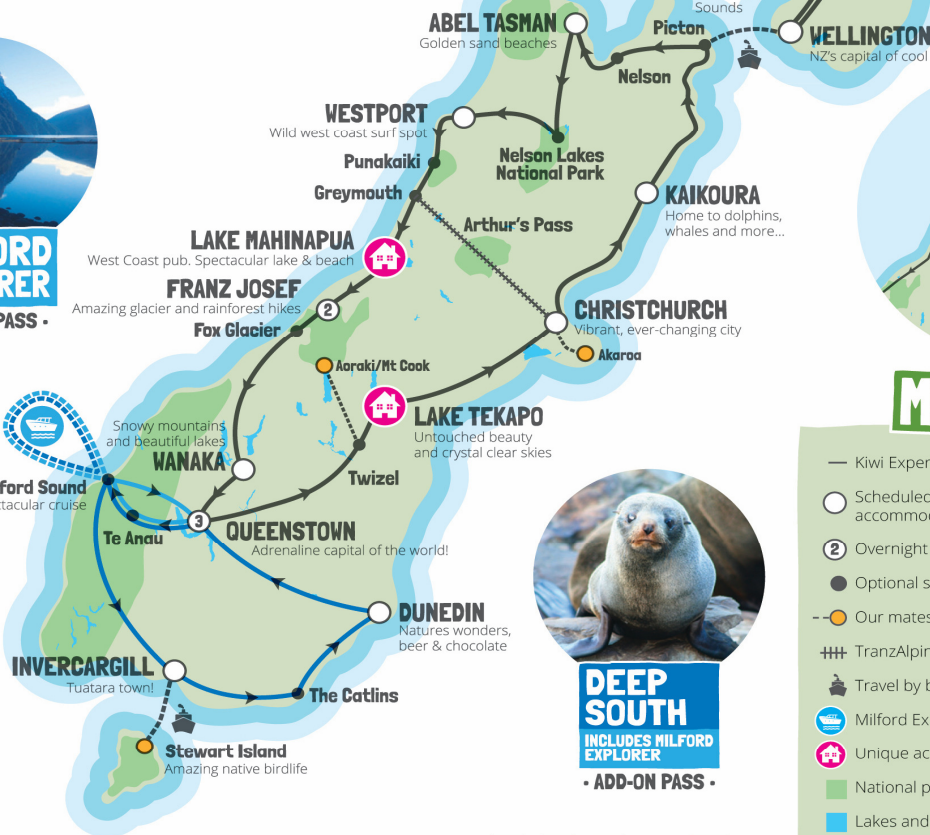 Sounds
ABEL TASMAN
Golden sand beaches
Picton
WELLINGTON
NZ's capital of cool
Nelson
WESTPORT
Wild west coast surf spot
Nelson Lakes
National Park
Punakaiki
Greymouth
KAIKOURA
Home to dolphins,
whales and more...
Arthur's Pass
LAKE MAHINAPUA
West Coast pub. Spectacular lake & beach
ORD
RER
PASS •
FRANZ JOSEF
Amazing glacier and rainforest hikes
2
Fox Glacier
CHRISTCHURCH
Vibrant, ever-changing city
Akaroa
Aoraki/Mt Cook
LAKE TEKAPO
Untouched beauty
and crystal clear skies
Snowy mountains
and beautiful lakes
WANAKA
Twizel
ford Sound
tacular cruise
Te Anau
3
QUEENSTOWN
Adrenaline capital of the world!
DUNEDIN
Natures wonders,
beer & chocolate
INVERCARGILL
Tuatara town!
The Catlins
Stewart Island
Amazing native birdlife
DEEP
SOUTH
INCLUDES MILFORD
EXPLORER
• ADD-ON PASS •
M
Kiwi Exper
Scheduled
accommo
2
Overnight
Optional s
Our mates
TranzAlpin
Travel by b
Milford Ex
Unique ac
National p
Lakes and